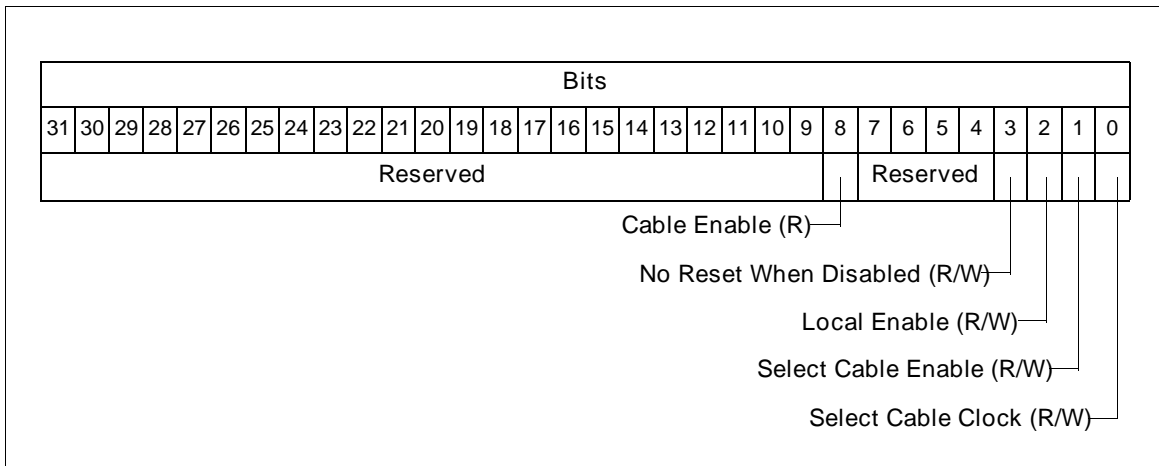 Bits
31 30 29 28 27 26 25 24 23 22 21 20 19 18 17 16 15 14 13 12 11 10 9 8 7 6 5 4 3 2 1 0
Reserved Reserved
Cable Enable (R)
No Reset When Disabled (R/W)
Local Enable (R/W)
Select Cable Enable (R/W)
Select Cable Clock (R/W)